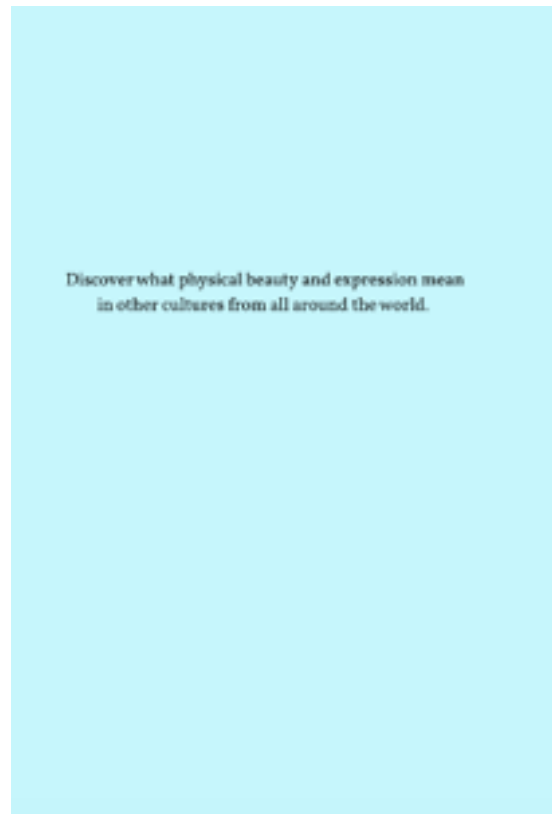 Discover what physical beauty and expression mean
in other cultures from all around the world.